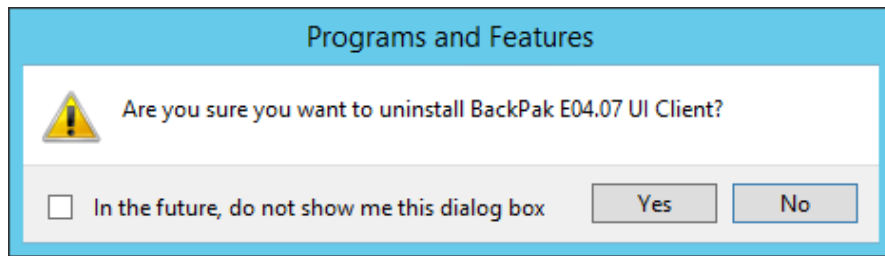 Programs and Features
Are you sure you want to uninstall BackPak E04.07 UI Client?
In the future, do not show me this dialog box
Yes
No